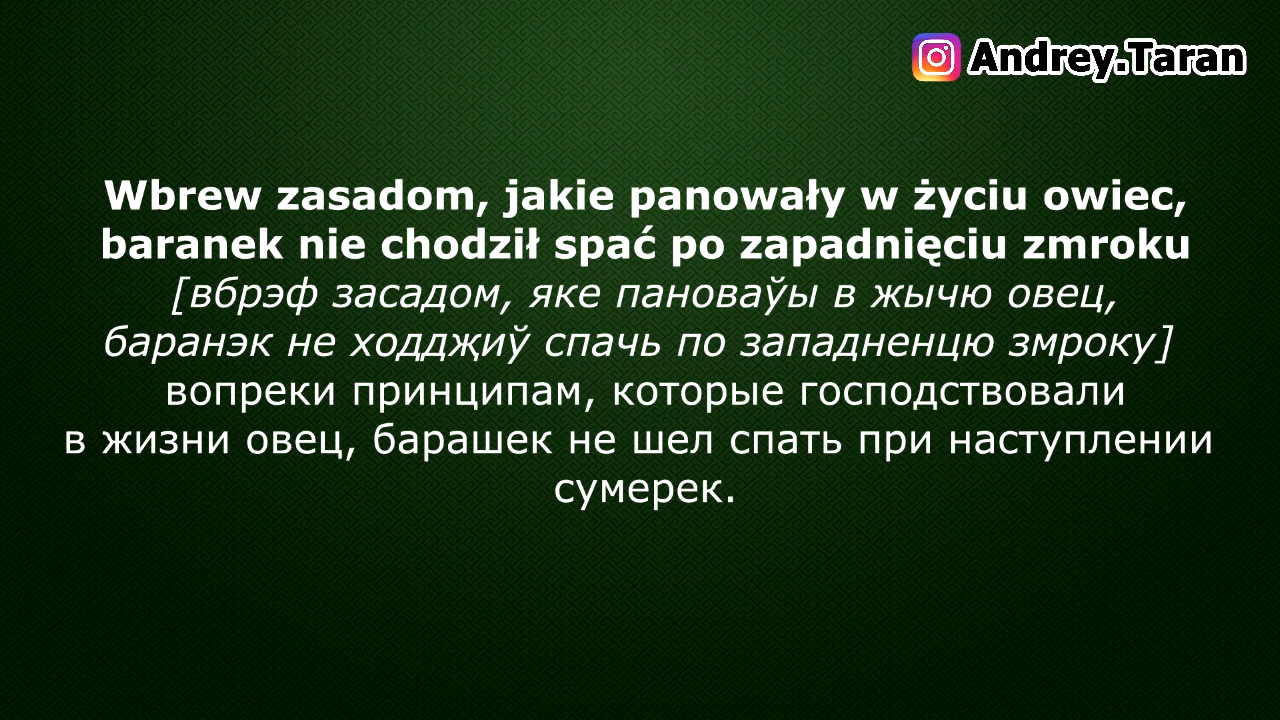 Andrey.Taran
Wbrew zasadom, jakie panowały w życiu owiec,
baranek nie chodził spać po zapadnięciu zmroku
[вбрэф засадом, яке пановаўы в жычю овец,
баранэк не ходджиў спачь по западненцю змроку]
вопреки принципам, которые господствовали
в жизни овец, барашек не шел спать при наступлении
сумерек.